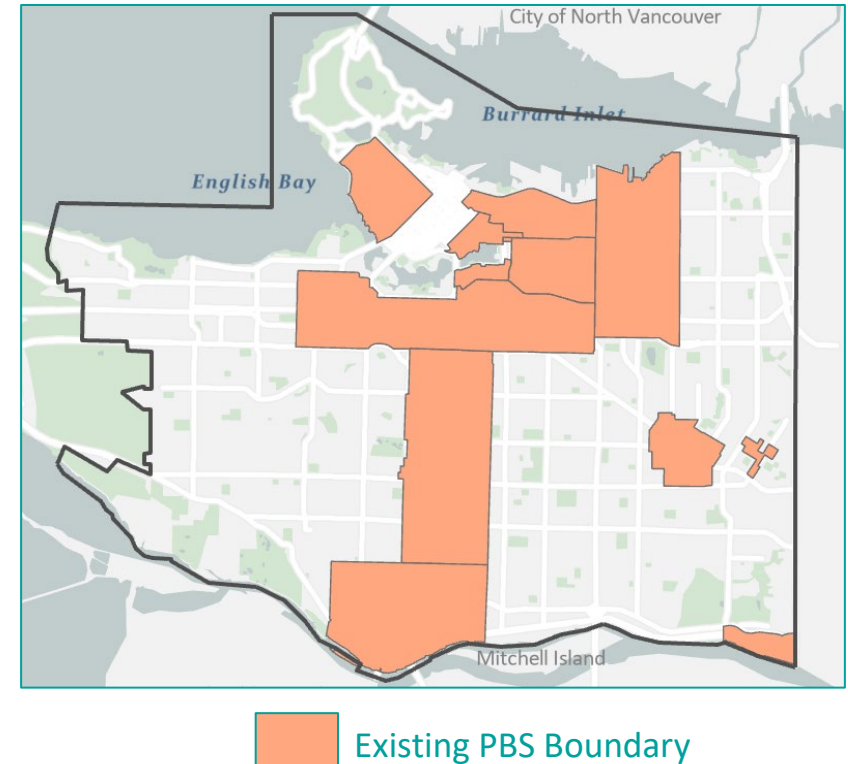 City of North Vancouver
Burrard Inlet
English Bay
Mitchell Island
Existing PBS Boundary